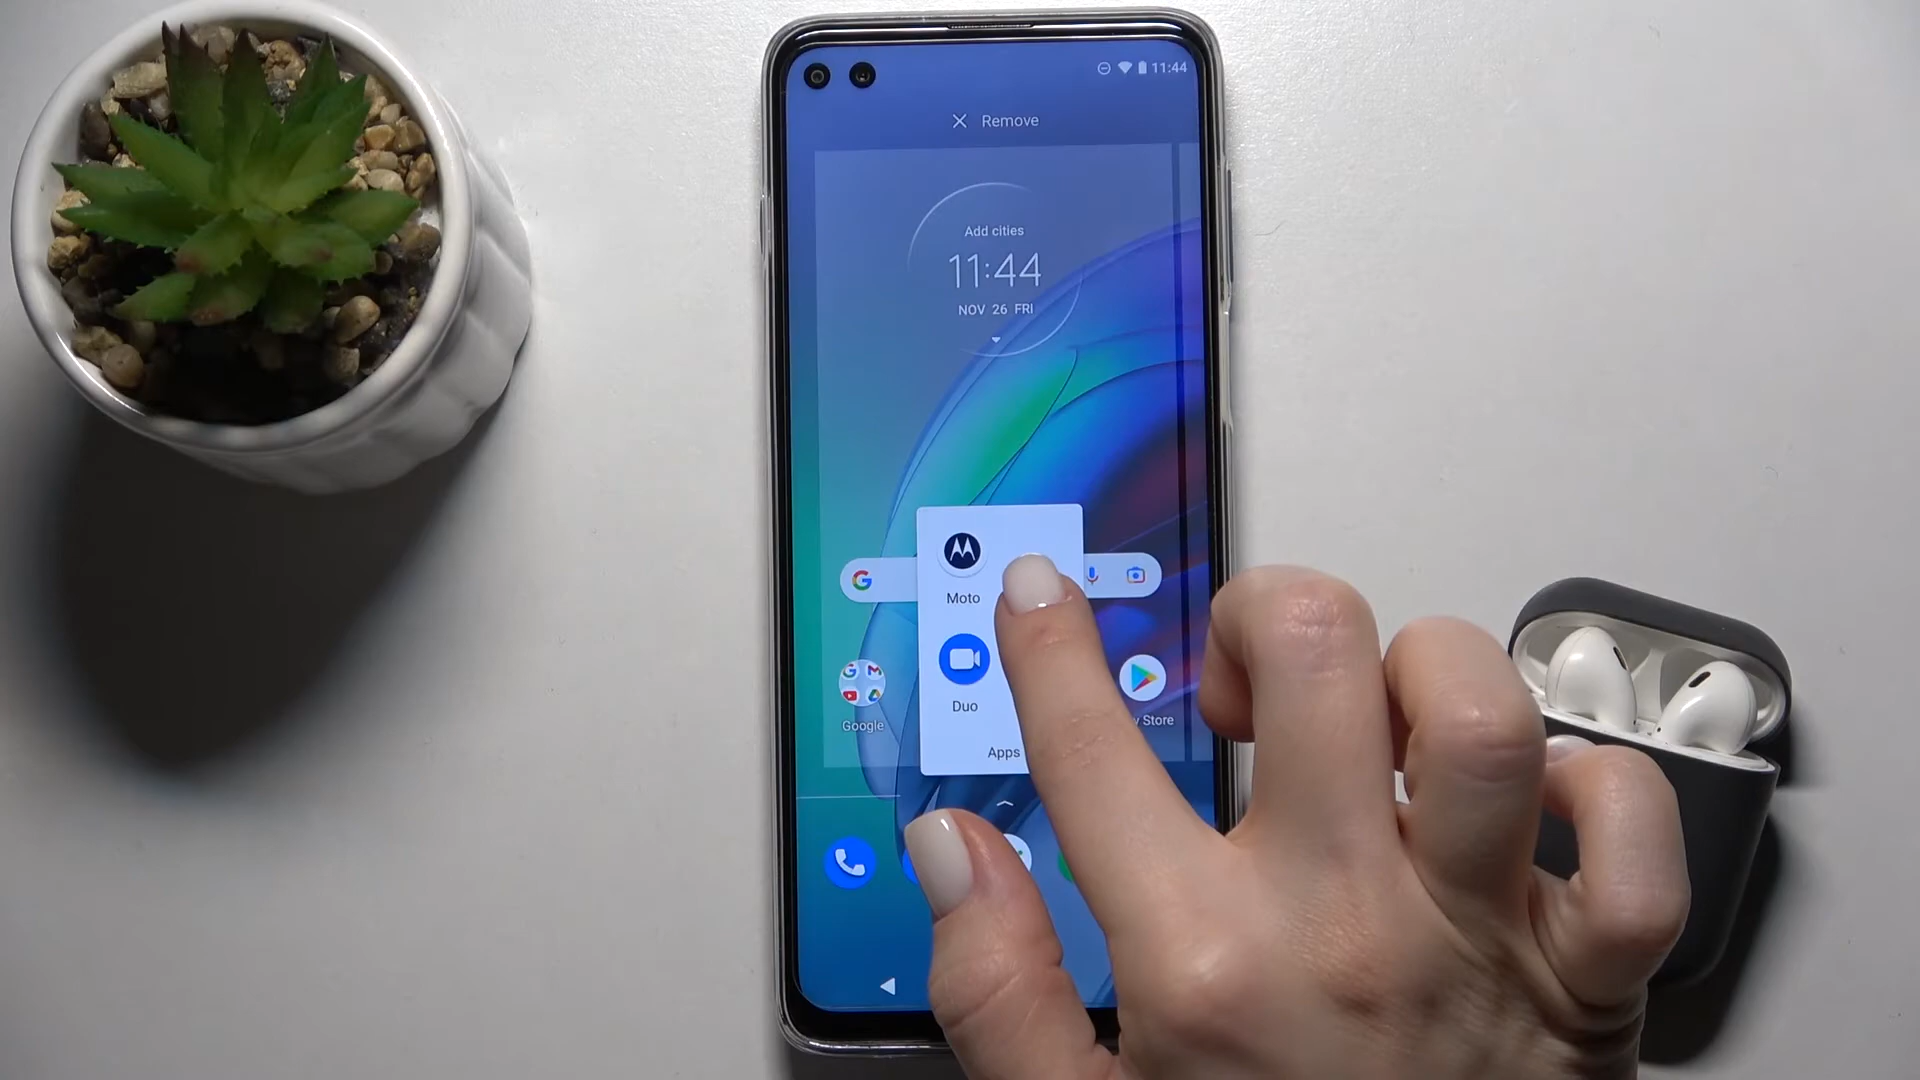 11:44
Remove
Add cities
11:44
NOV 26 FRI
Moto
Duo
Google
Store
Apps